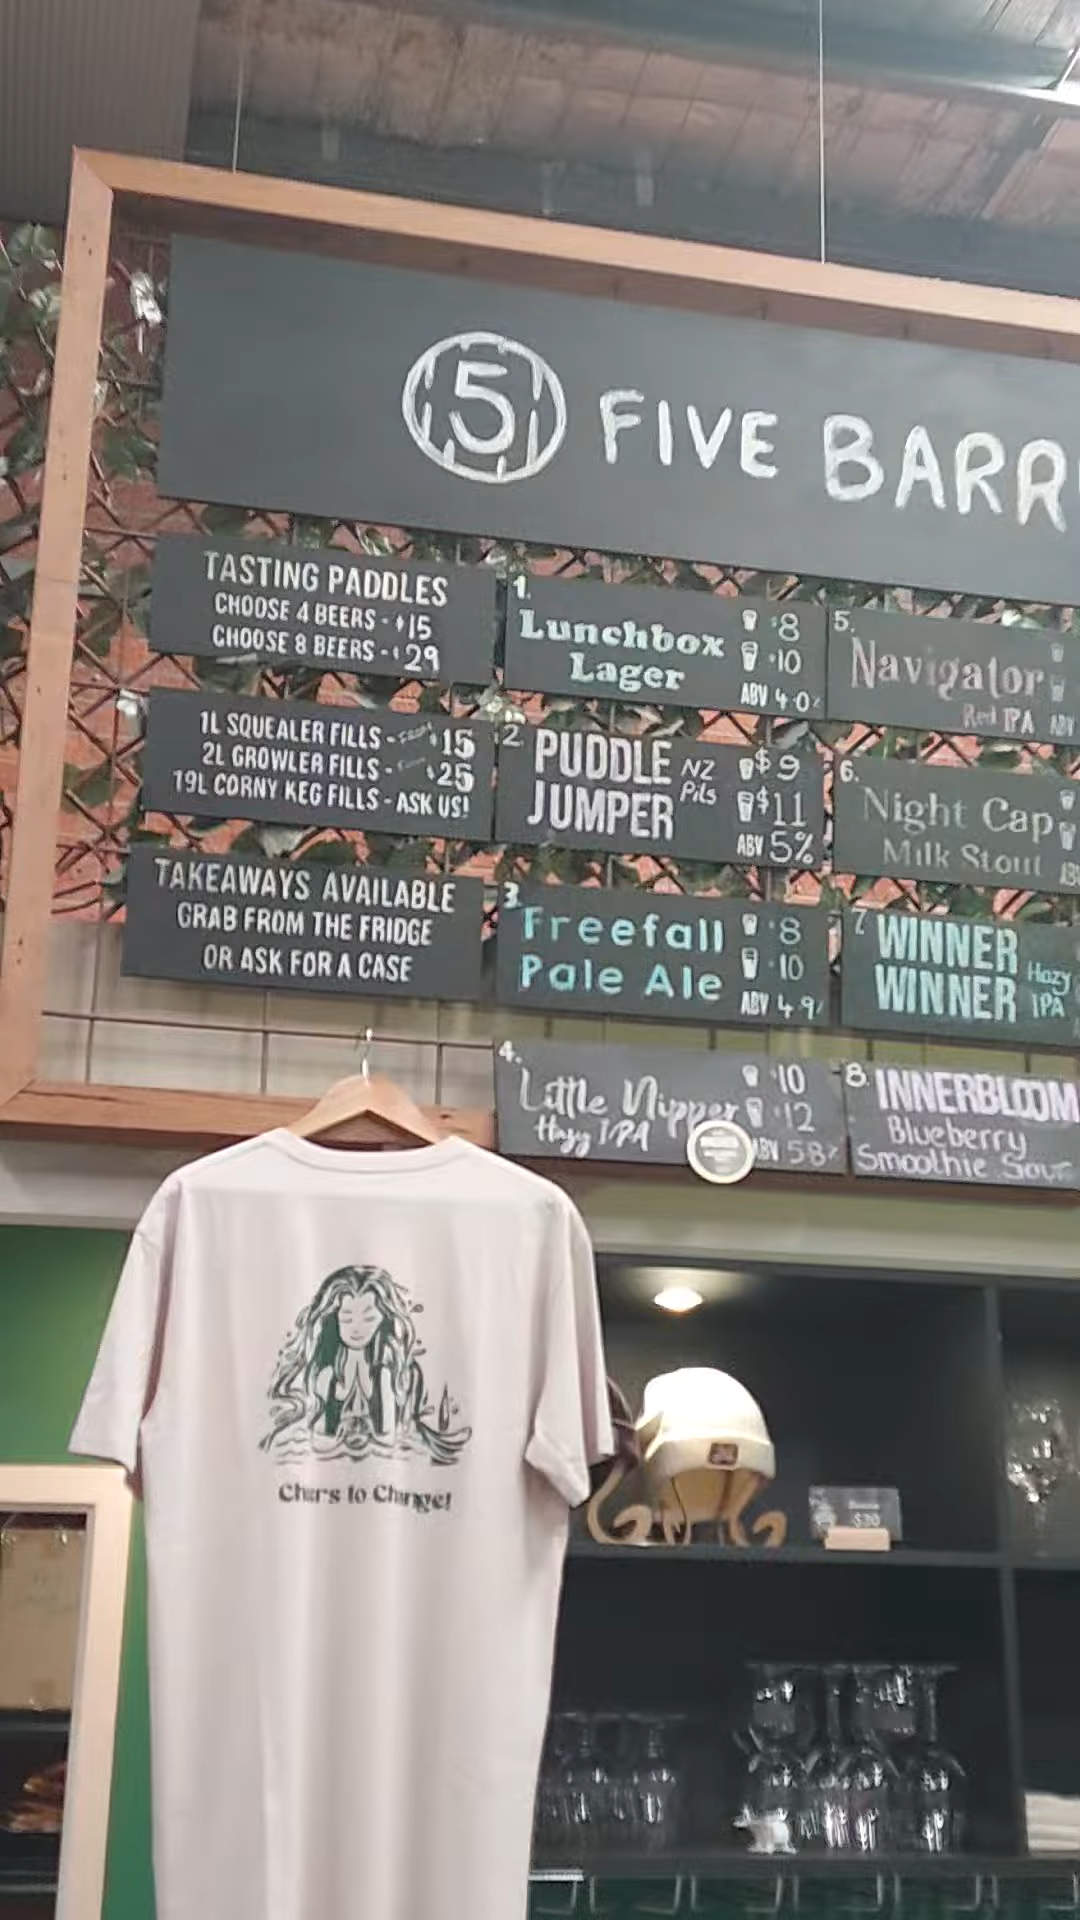 5 FIVE BARR
TASTING PADDLES
CHOOSE 4 BEERS - $15
CHOOSE 8 BEERS - $29
1L SQUEALER FILLS - $15
2L GROWLER FILLS - $25
19L CORNY KEG FILLS - ASK US!
TAKEAWAYS AVAILABLE
GRAB FROM THE FRIDGE
OR ASK FOR A CASE
1.
Lunchbox
Lager
$8
$10
ABV 4.0%
2.
PUDDLE
JUMPER
NZ
Pils
$9
$11
ABV 5%
3.
Freefall
Pale Ale
$8
$10
ABV 4.9%
4.
Little Nipper
Hazy IPA
$10
$12
ABV 5.8%
5.
Navigator
Red IPA
6.
Night Cap
Milk Stout
7.
WINNER
WINNER
Hazy
IPA
8.
INNERBLOOM
Blueberry
Smoothie Sour
to
$20